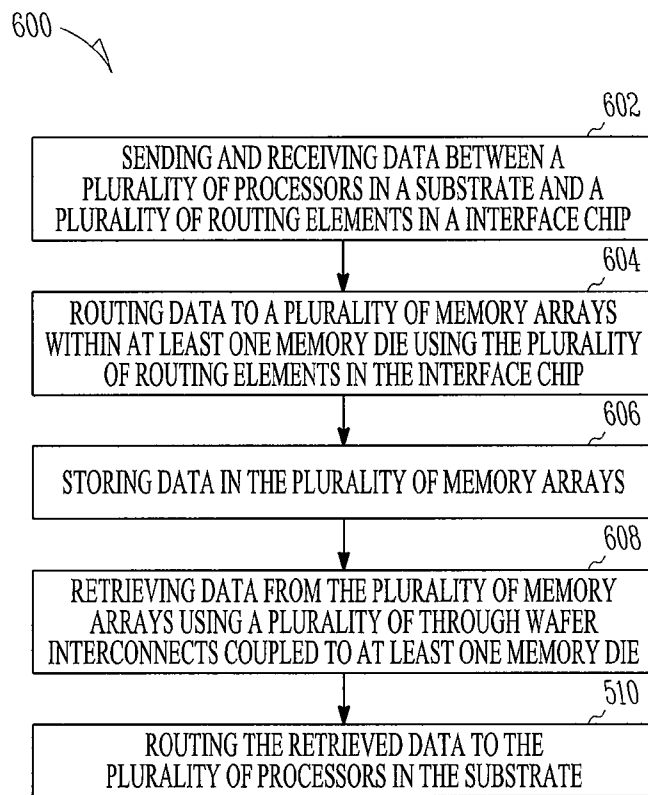 600
602
SENDING AND RECEIVING DATA BETWEEN A
PLURALITY OF PROCESSORS IN A SUBSTRATE AND A
PLURALITY OF ROUTING ELEMENTS IN A INTERFACE CHIP
604
ROUTING DATA TO A PLURALITY OF MEMORY ARRAYS
WITHIN AT LEAST ONE MEMORY DIE USING THE PLURALITY
OF ROUTING ELEMENTS IN THE INTERFACE CHIP
606
STORING DATA IN THE PLURALITY OF MEMORY ARRAYS
608
RETRIEVING DATA FROM THE PLURALITY OF MEMORY
ARRAYS USING A PLURALITY OF THROUGH WAFER
INTERCONNECTS COUPLED TO AT LEAST ONE MEMORY DIE
510
ROUTING THE RETRIEVED DATA TO THE
PLURALITY OF PROCESSORS IN THE SUBSTRATE